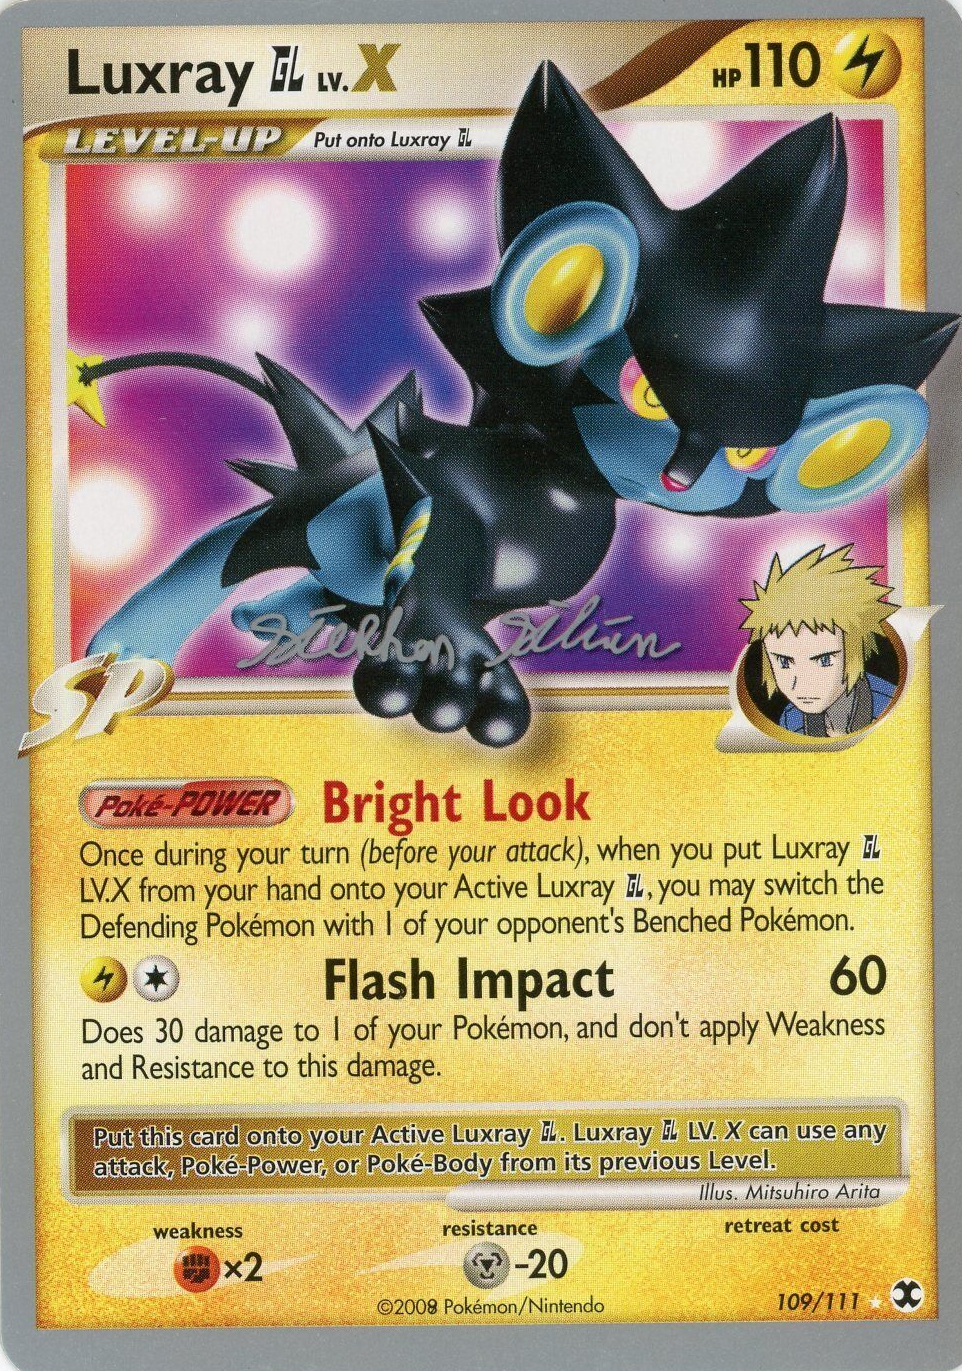 Luxray GL LV.X
HP 110
LEVEL-UP Put onto Luxray GL
Stephen Silvestro
SP
Poké-POWER Bright Look
Once during your turn (before your attack), when you put Luxray GL
LV.X from your hand onto your Active Luxray GL, you may switch the
Defending Pokémon with 1 of your opponent's Benched Pokémon.
Flash Impact 60
Does 30 damage to 1 of your Pokémon, and don't apply Weakness
and Resistance to this damage.
Put this card onto your Active Luxray GL. Luxray GL LV. X can use any
attack, Poké-Power, or Poké-Body from its previous Level.
Illus. Mitsuhiro Arita
weakness resistance retreat cost
×2 -20
©2009 Pokémon/Nintendo 109/111